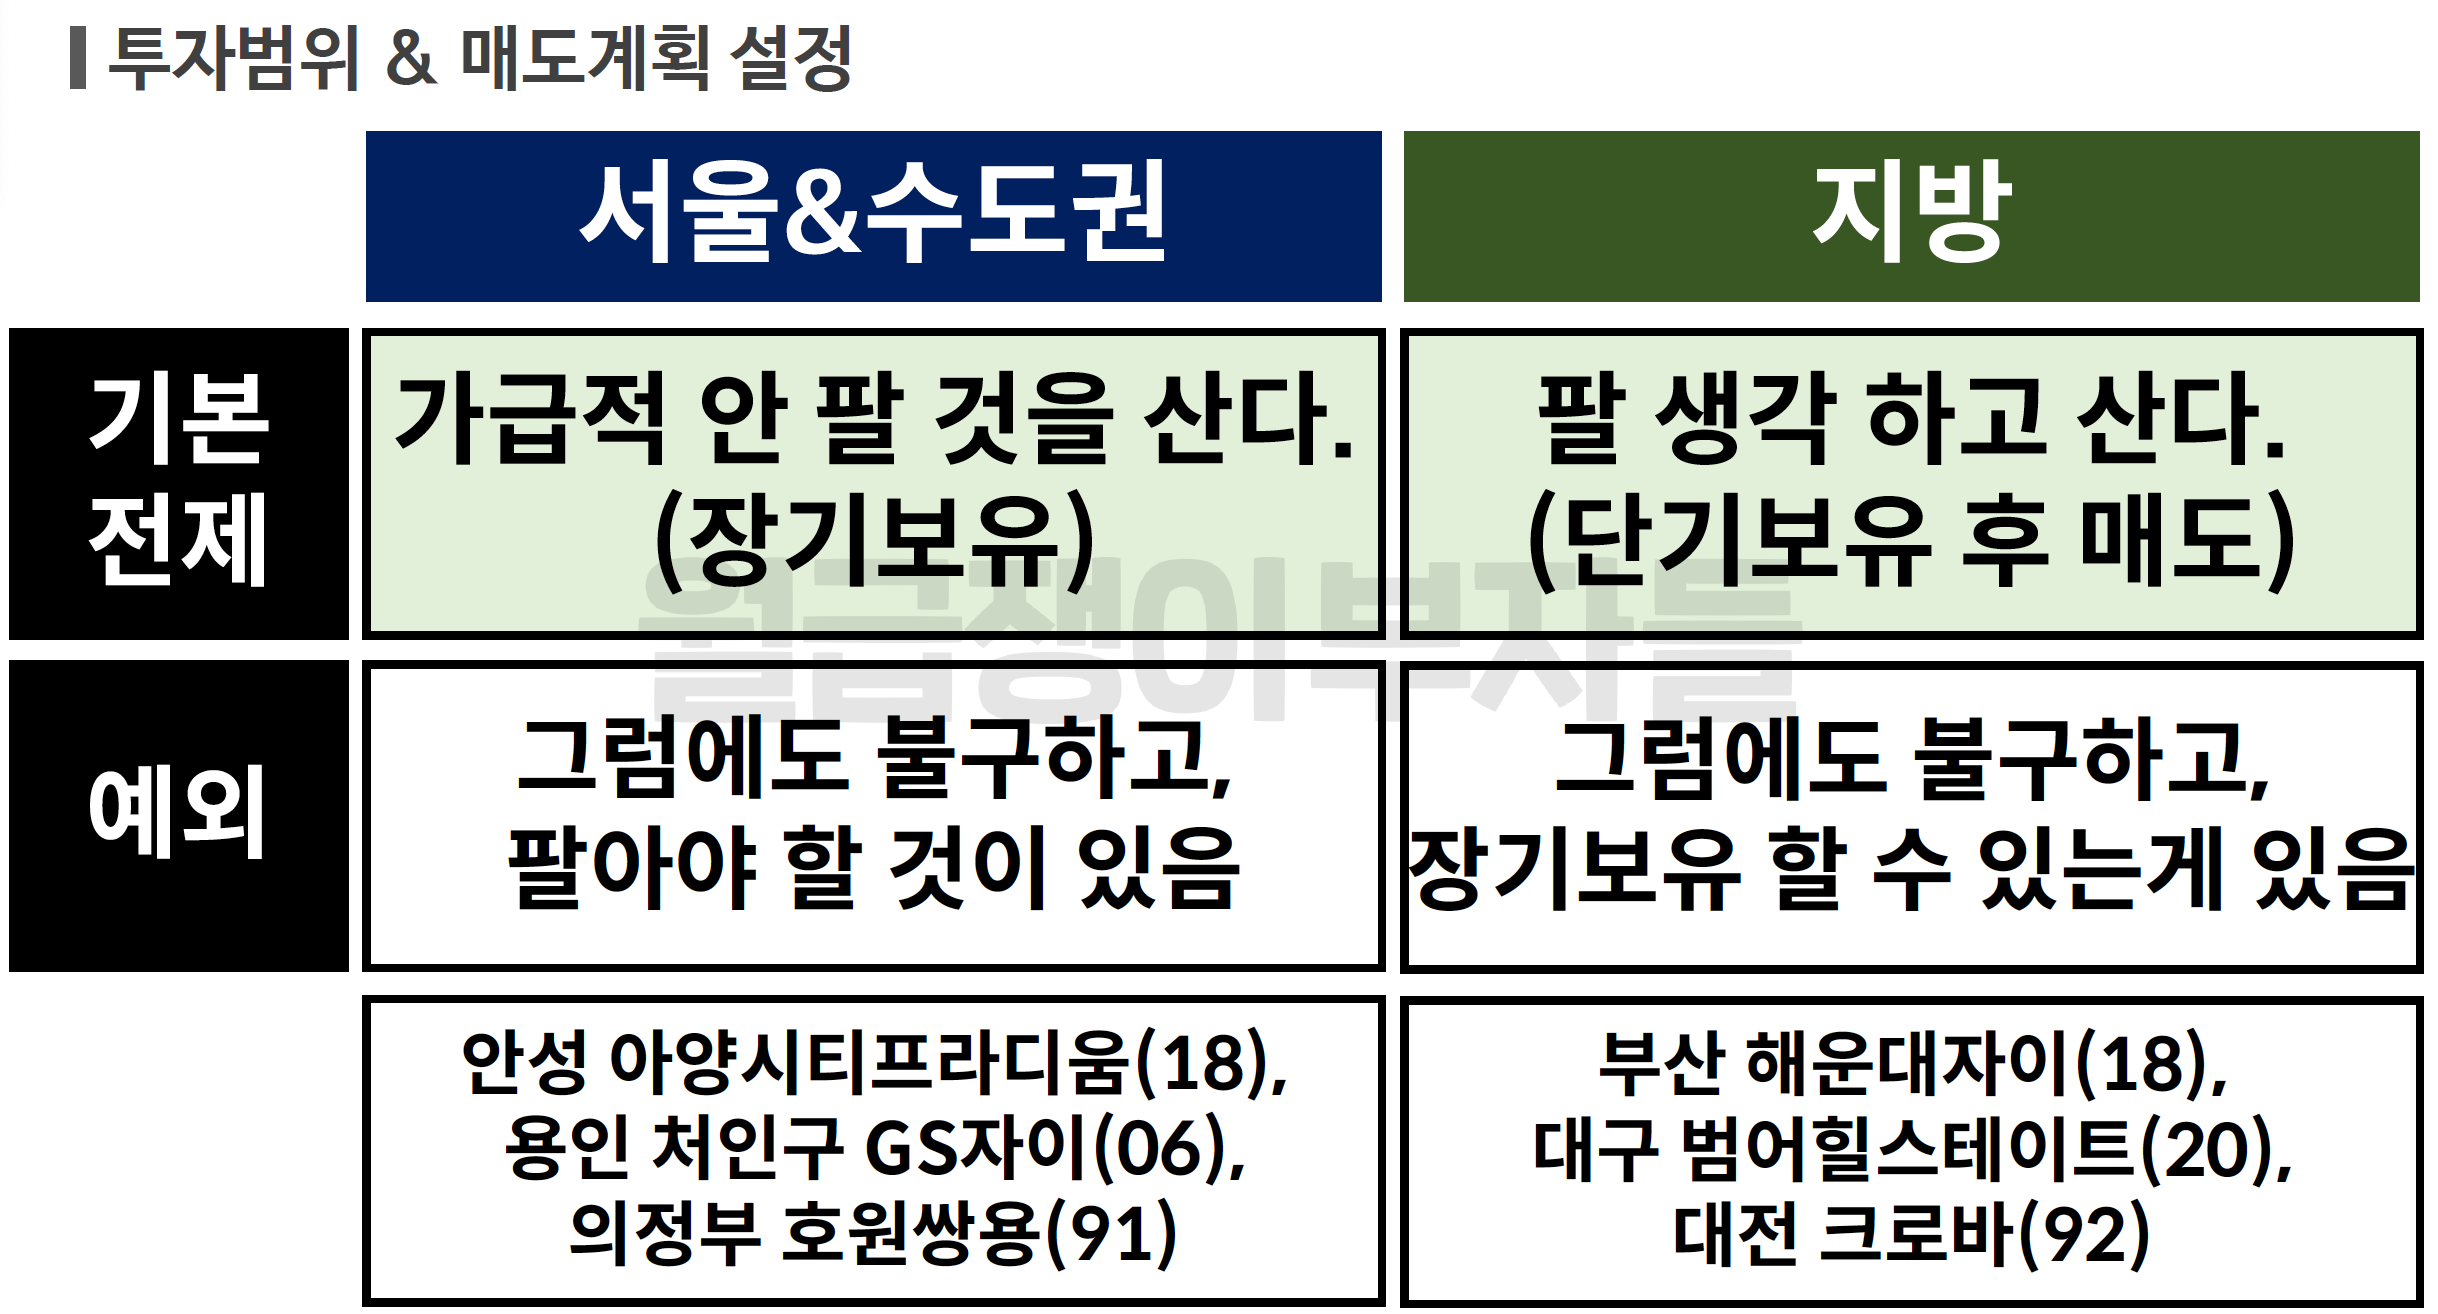 투자범위 & 매도계획 설정
서울&수도권
지방
기본
전제
가급적 안 팔 것을 산다.
(장기보유)
팔 생각 하고 산다.
(단기보유 후 매도)
월급쟁이부자들
예외
그럼에도 불구하고,
팔아야 할 것이 있음
그럼에도 불구하고,
장기보유 할 수 있는게 있음
안성 아양시티프라디움(18),
용인 처인구 GS자이(06),
의정부 호원쌍용(91)
부산 해운대자이(18),
대구 범어힐스테이트(20),
대전 크로바(92)